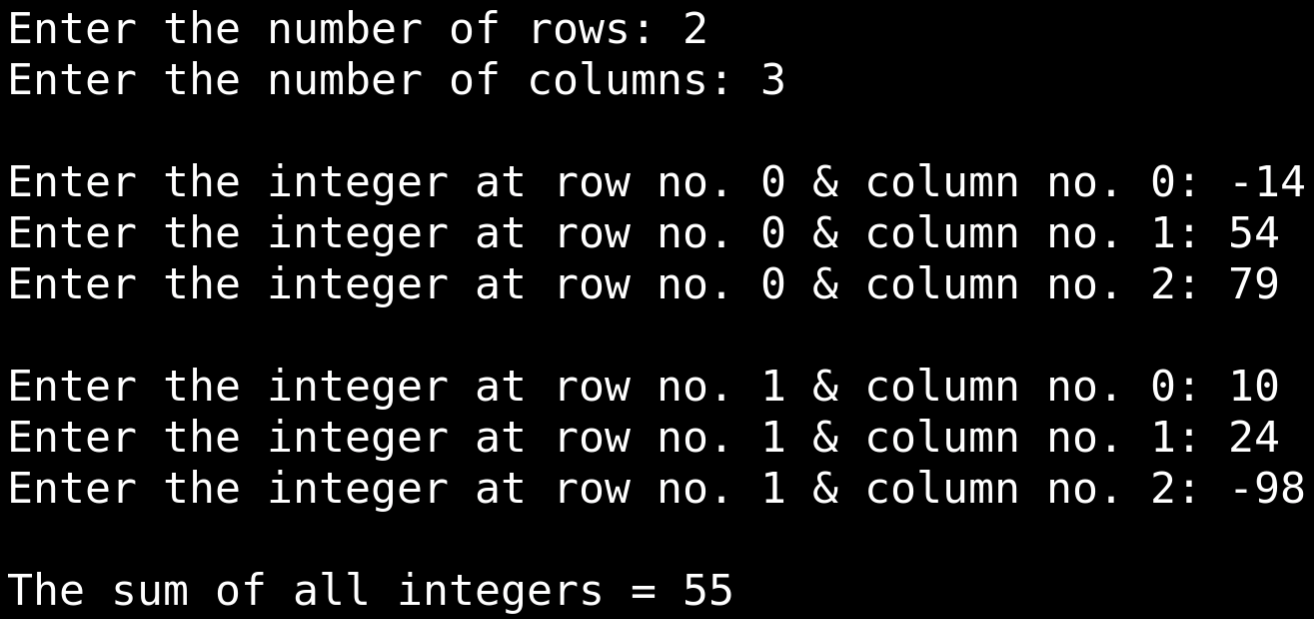 Enter the number of rows: 2
Enter the number of columns: 3
Enter the integer at row no. 0 & column no. 0: -14
Enter the integer at row no. 0 & column no. 1: 54
Enter the integer at row no. 0 & column no. 2: 79
Enter the integer at row no. 1 & column no. 0: 10
Enter the integer at row no. 1 & column no. 1: 24
Enter the integer at row no. 1 & column no. 2: -98
The sum of all integers = 55